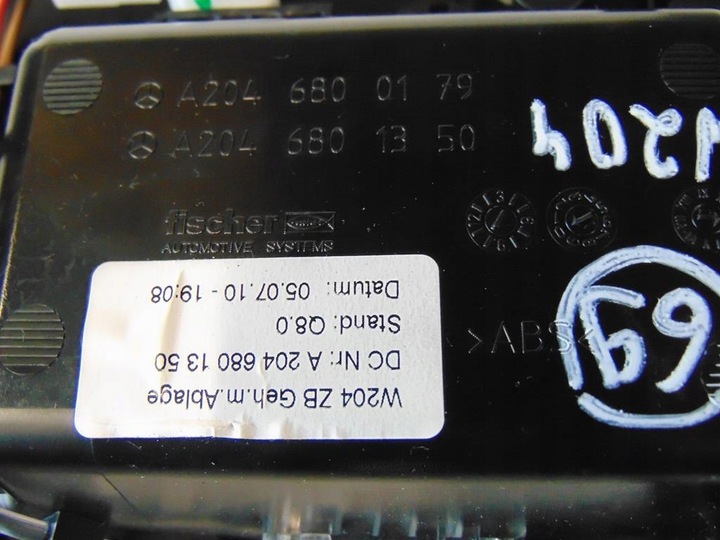 A204 680 01 79
A204 680 13 50
fischer
AUTOMOTIVE SYSTEMS
>ABS<
W204 ZB Geh.m.Ablage
DC Nr: A 204 680 13 50
Stand: Q8.0
Datum: 05.07.10 - 19:08
204
69